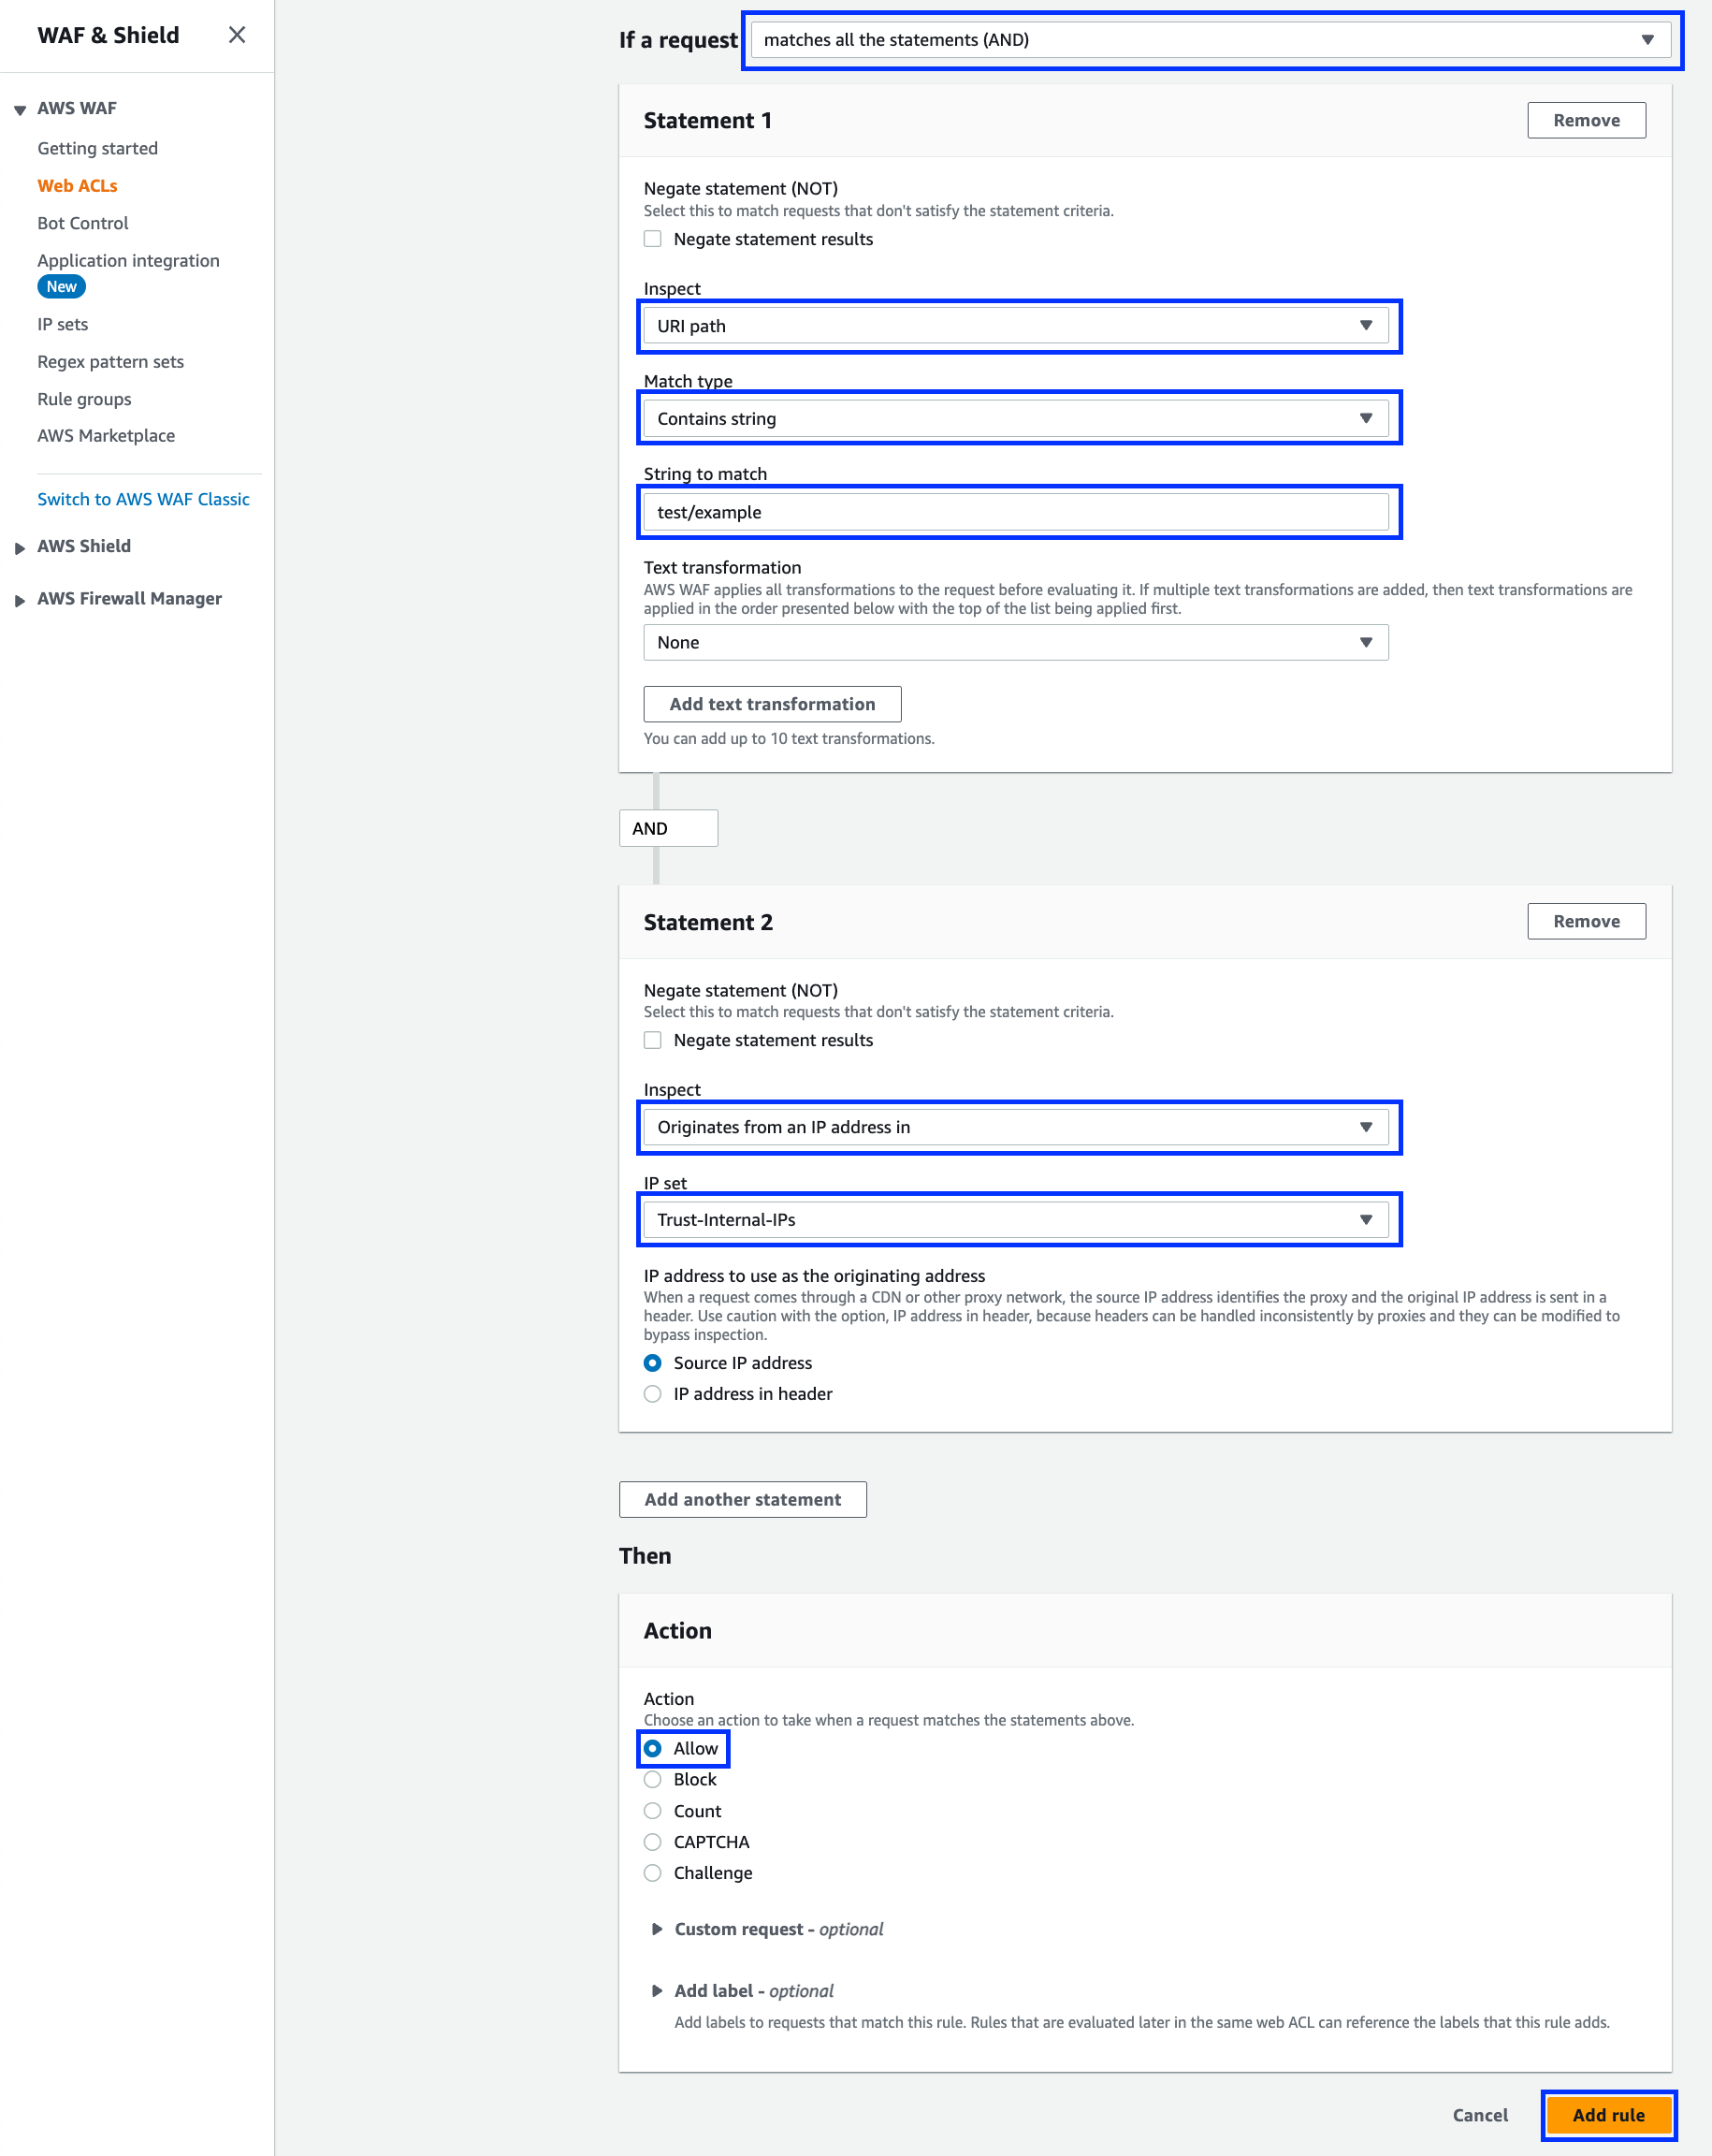 WAF & Shield
AWS WAF
Getting started
Web ACLs
Bot Control
Application integration
New
IP sets
Regex pattern sets
Rule groups
AWS Marketplace
Switch to AWS WAF Classic
AWS Shield
AWS Firewall Manager
If a request
matches all the statements (AND)
Statement 1
Remove
Negate statement (NOT)
Select this to match requests that don't satisfy the statement criteria.
Negate statement results
Inspect
URI path
Match type
Contains string
String to match
test/example
Text transformation
AWS WAF applies all transformations to the request before evaluating it. If multiple text transformations are added, then text transformations are
applied in the order presented below with the top of the list being applied first.
None
Add text transformation
You can add up to 10 text transformations.
AND
Statement 2
Remove
Negate statement (NOT)
Select this to match requests that don't satisfy the statement criteria.
Negate statement results
Inspect
Originates from an IP address in
IP set
Trust-Internal-IPs
IP address to use as the originating address
When a request comes through a CDN or other proxy network, the source IP address identifies the proxy and the original IP address is sent in a
header. Use caution with the option, IP address in header, because headers can be handled inconsistently by proxies and they can be modified to
bypass inspection.
Source IP address
IP address in header
Add another statement
Then
Action
Action
Choose an action to take when a request matches the statements above.
Allow
Block
Count
CAPTCHA
Challenge
Custom request - optional
Add label - optional
Add labels to requests that match this rule. Rules that are evaluated later in the same web ACL can reference the labels that this rule adds.
Cancel
Add rule